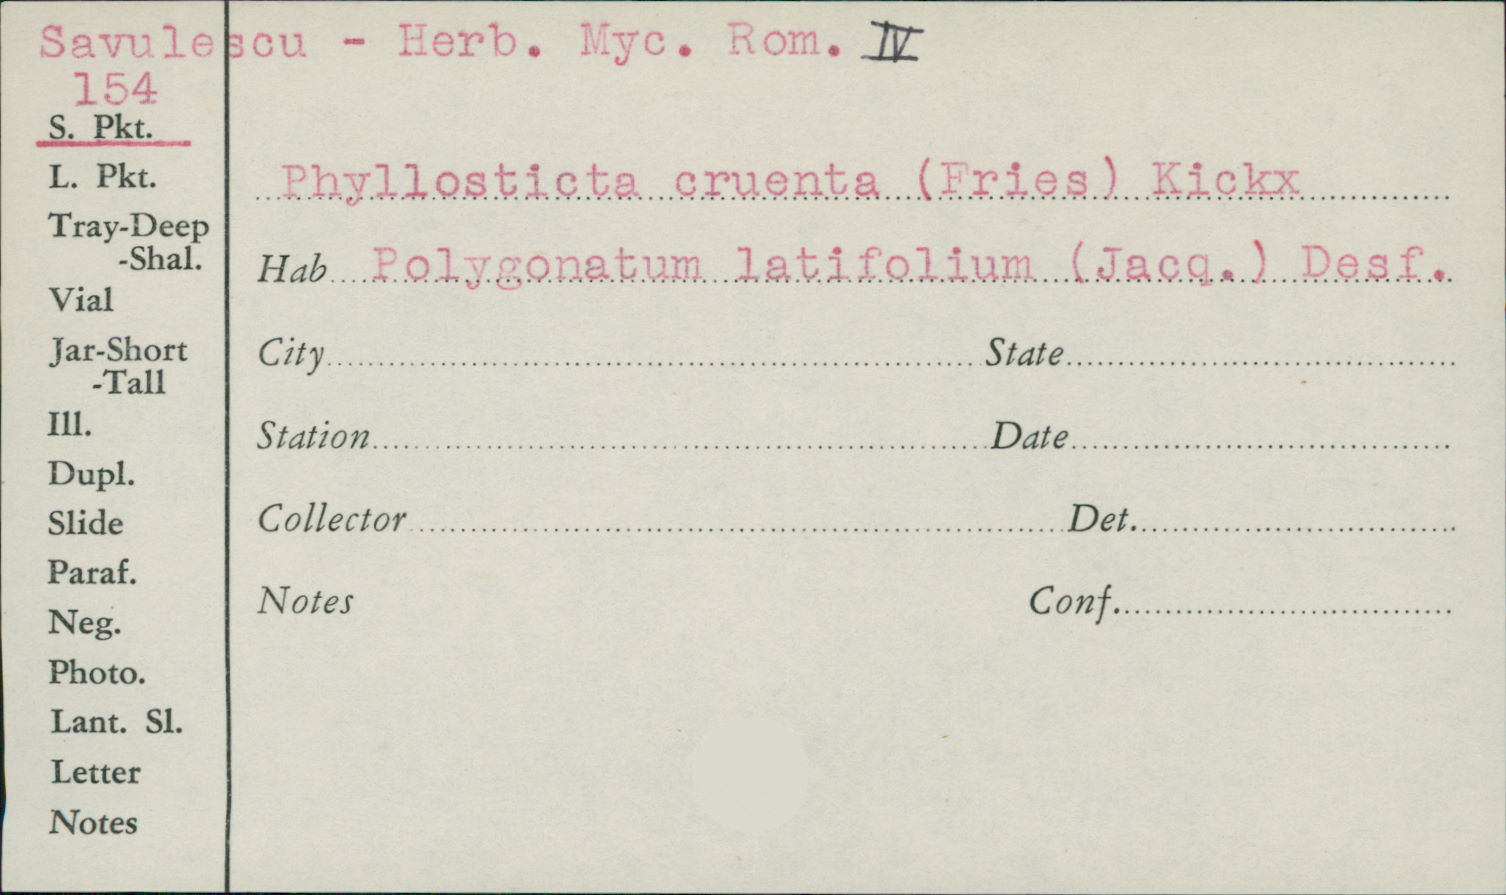 Savulescu - Herb. Myc. Rom. IV
154
S. Pkt.
L. Pkt.
Tray-Deep
-Shal.
Vial
Jar-Short
-Tall
Ill.
Dupl.
Slide
Paraf.
Neg.
Photo.
Lant. Sl.
Letter
Notes
Phyllosticta cruenta (Fries) Kickx
Hab Polygonatum latifolium (Jacq.) Desf.
City State
Station Date
Collector Det.
Notes Conf.